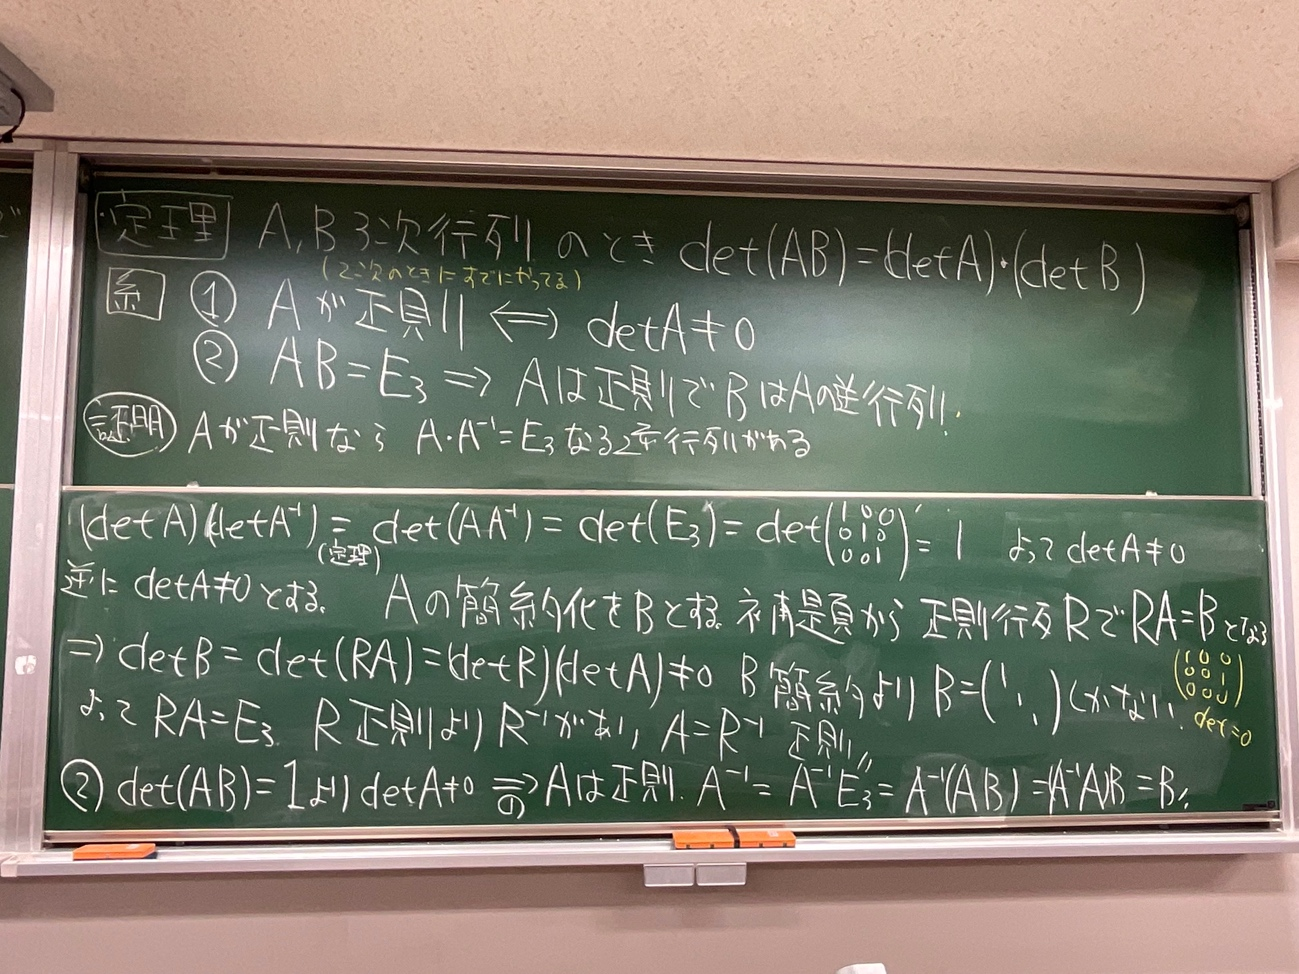 定理 A,B 3次行列のとき det(AB)=(detA)・(detB)
(2次のときにすでにやってる)
系 ① Aが正則 ⇔ detA≠0
② AB=E₃ ⇒ Aは正則でBはAの逆行列.
証明 Aが正則なら A・A⁻¹=E₃なる逆行列がある
(detA)(detA⁻¹) = det(AA⁻¹) = det(E₃) = det(1 0 0 0 1 0 0 0 1) = 1 よって detA≠0
(定理)
逆に detA≠0とする. Aの簡約化をBとする. 補題から 正則行列RでRA=Bとなる
⇒ detB = det(RA) = (detR)(detA)≠0 B簡約より B=(1 ⋱ 1)しかない.
(1 0 0 0 0 1 0 0 0) det=0
よって RA=E₃. R正則より R⁻¹があり, A=R⁻¹ 正則〃
② det(AB)=1より detA≠0 ⇒ Aは正則. A⁻¹ = A⁻¹E₃ = A⁻¹(AB) = (A⁻¹A)B = B〃
①